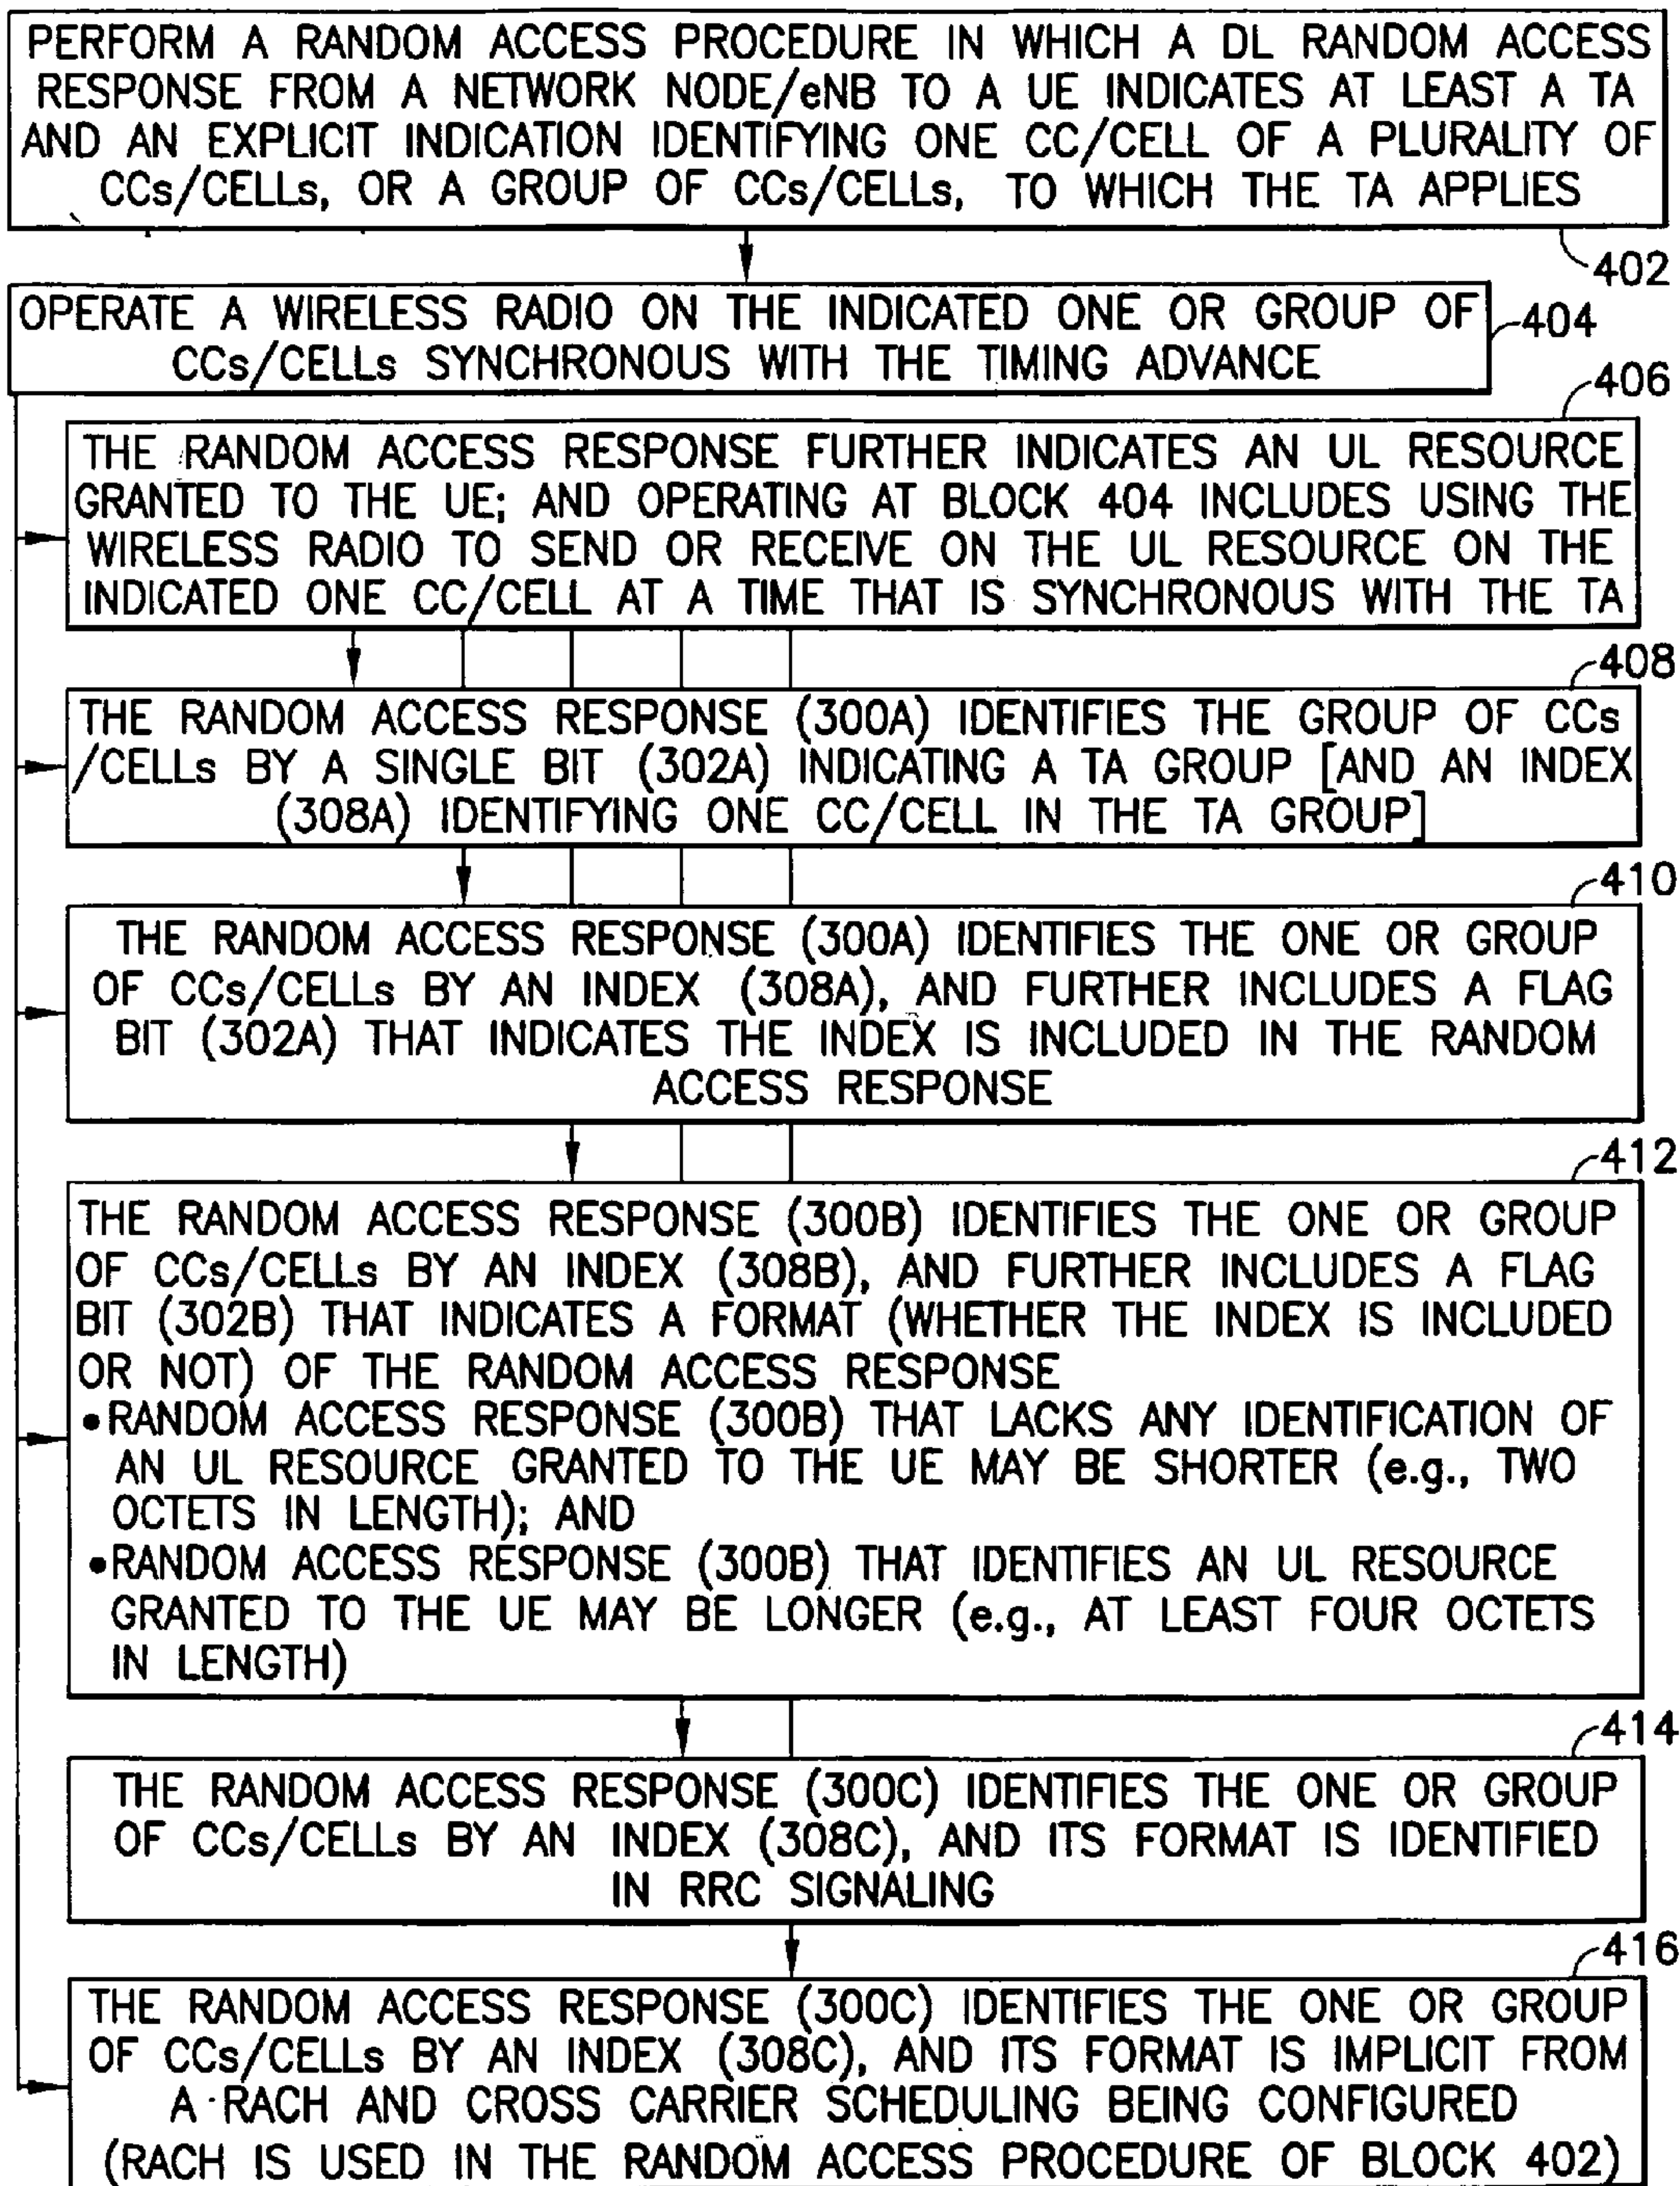 PERFORM A RANDOM ACCESS PROCEDURE IN WHICH A DL RANDOM ACCESS
RESPONSE FROM A NETWORK NODE/eNB TO A UE INDICATES AT LEAST A TA
AND AN EXPLICIT INDICATION IDENTIFYING ONE CC/CELL OF A PLURALITY OF
CCs/CELLs, OR A GROUP OF CCs/CELLs, TO WHICH THE TA APPLIES
402
OPERATE A WIRELESS RADIO ON THE INDICATED ONE OR GROUP OF
CCs/CELLs SYNCHRONOUS WITH THE TIMING ADVANCE
404
406
THE RANDOM ACCESS RESPONSE FURTHER INDICATES AN UL RESOURCE
GRANTED TO THE UE; AND OPERATING AT BLOCK 404 INCLUDES USING THE
WIRELESS RADIO TO SEND OR RECEIVE ON THE UL RESOURCE ON THE
INDICATED ONE CC/CELL AT A TIME THAT IS SYNCHRONOUS WITH THE TA
408
THE RANDOM ACCESS RESPONSE (300A) IDENTIFIES THE GROUP OF CCs
/CELLs BY A SINGLE BIT (302A) INDICATING A TA GROUP [AND AN INDEX
(308A) IDENTIFYING ONE CC/CELL IN THE TA GROUP]
410
THE RANDOM ACCESS RESPONSE (300A) IDENTIFIES THE ONE OR GROUP
OF CCs/CELLs BY AN INDEX (308A), AND FURTHER INCLUDES A FLAG
BIT (302A) THAT INDICATES THE INDEX IS INCLUDED IN THE RANDOM
ACCESS RESPONSE
412
THE RANDOM ACCESS RESPONSE (300B) IDENTIFIES THE ONE OR GROUP
OF CCs/CELLs BY AN INDEX (308B), AND FURTHER INCLUDES A FLAG
BIT (302B) THAT INDICATES A FORMAT (WHETHER THE INDEX IS INCLUDED
OR NOT) OF THE RANDOM ACCESS RESPONSE
•RANDOM ACCESS RESPONSE (300B) THAT LACKS ANY IDENTIFICATION OF
AN UL RESOURCE GRANTED TO THE UE MAY BE SHORTER (e.g., TWO
OCTETS IN LENGTH); AND
•RANDOM ACCESS RESPONSE (300B) THAT IDENTIFIES AN UL RESOURCE
GRANTED TO THE UE MAY BE LONGER (e.g., AT LEAST FOUR OCTETS
IN LENGTH)
414
THE RANDOM ACCESS RESPONSE (300C) IDENTIFIES THE ONE OR GROUP
OF CCs/CELLs BY AN INDEX (308C), AND ITS FORMAT IS IDENTIFIED
IN RRC SIGNALING
416
THE RANDOM ACCESS RESPONSE (300C) IDENTIFIES THE ONE OR GROUP
OF CCs/CELLs BY AN INDEX (308C), AND ITS FORMAT IS IMPLICIT FROM
A RACH AND CROSS CARRIER SCHEDULING BEING CONFIGURED
(RACH IS USED IN THE RANDOM ACCESS PROCEDURE OF BLOCK 402)